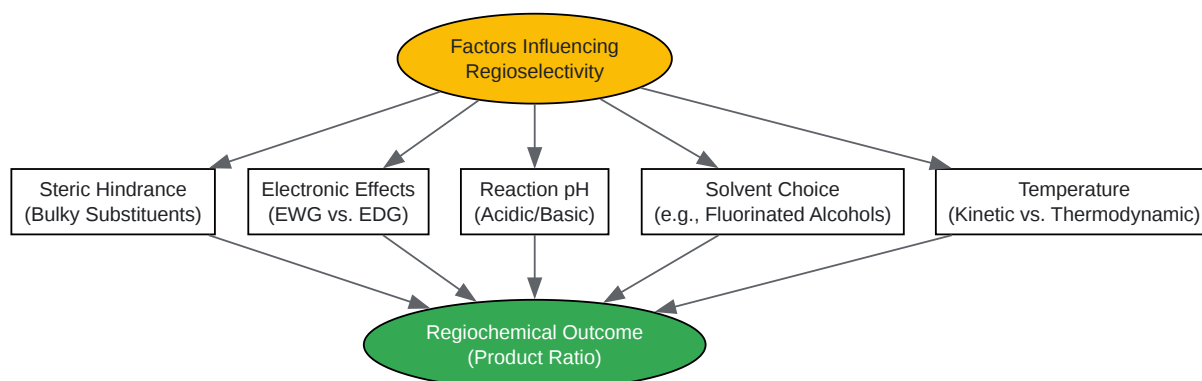 Factors Influencing
Regioselectivity
Steric Hindrance
(Bulky Substituents)
Electronic Effects
(EWG vs. EDG)
Reaction pH
(Acidic/Basic)
Solvent Choice
(e.g., Fluorinated Alcohols)
Temperature
(Kinetic vs. Thermodynamic)
Regiochemical Outcome
(Product Ratio)